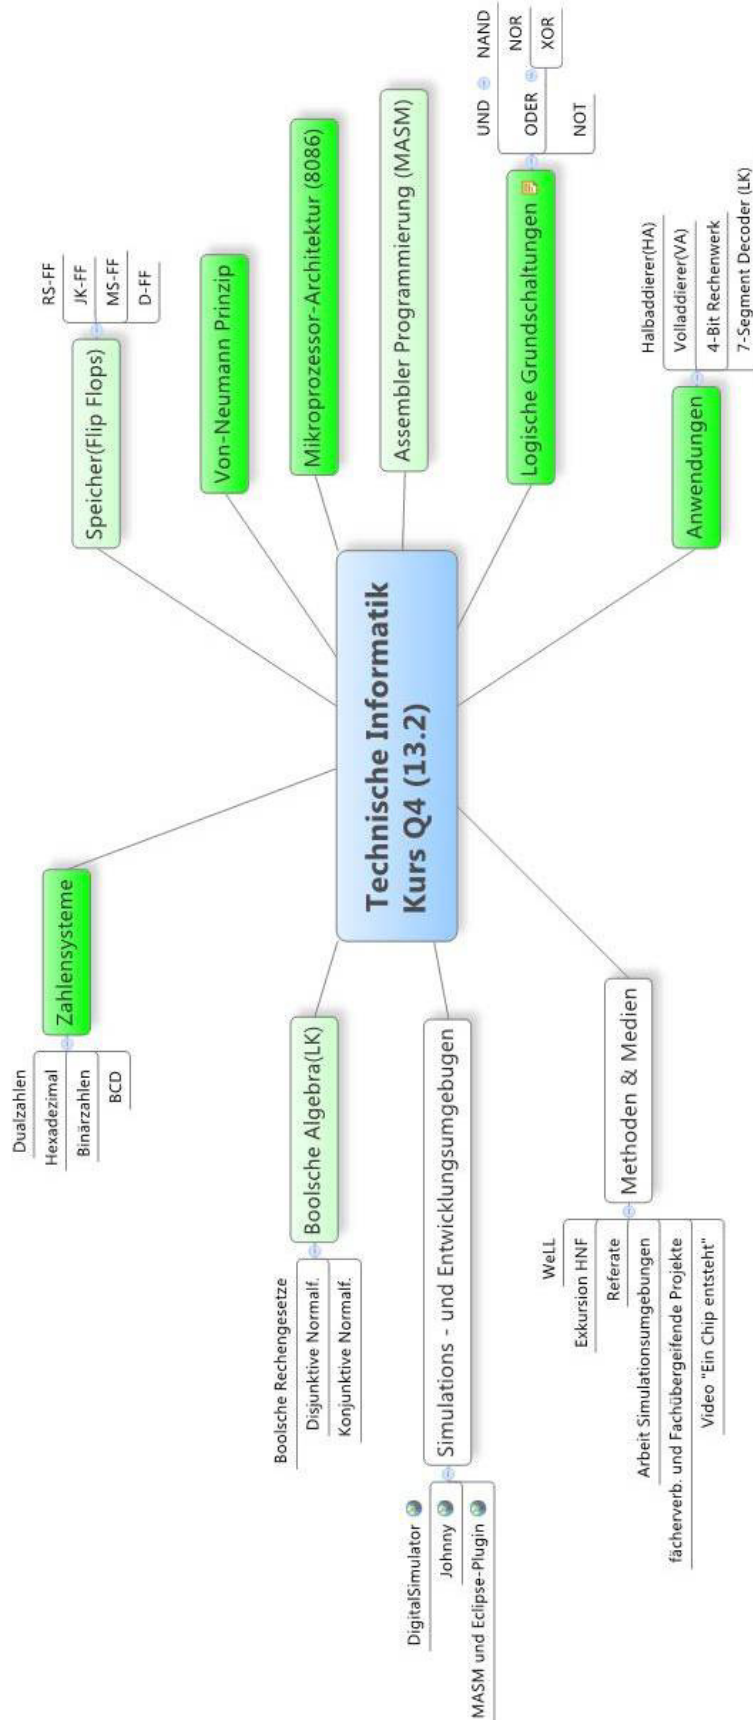 Technische Informatik
Kurs Q4 (13.2)
Speicher(Flip Flops)
RS-FF
JK-FF
MS-FF
D-FF
Von-Neumann Prinzip
Mikroprozessor-Architektur (8086)
Assembler Programmierung (MASM)
Logische Grundschaltungen
UND
NAND
ODER
NOR
XOR
NOT
Anwendungen
Halbaddierer(HA)
Volladdierer(VA)
4-Bit Rechenwerk
7-Segment Decoder (LK)
Zahlensysteme
Dualzahlen
Hexadezimal
Binärzahlen
BCD
Boolsche Algebra(LK)
Boolsche Rechengesetze
Disjunktive Normalf.
Konjunktive Normalf.
Simulations - und Entwicklungsumgebugen
DigitalSimulator
Johnny
MASM und Eclipse-Plugin
Methoden & Medien
WeLL
Exkursion HNF
Referate
Arbeit Simulationsumgebungen
fächerverb. und Fachübergeifende Projekte
Video "Ein Chip entsteht"